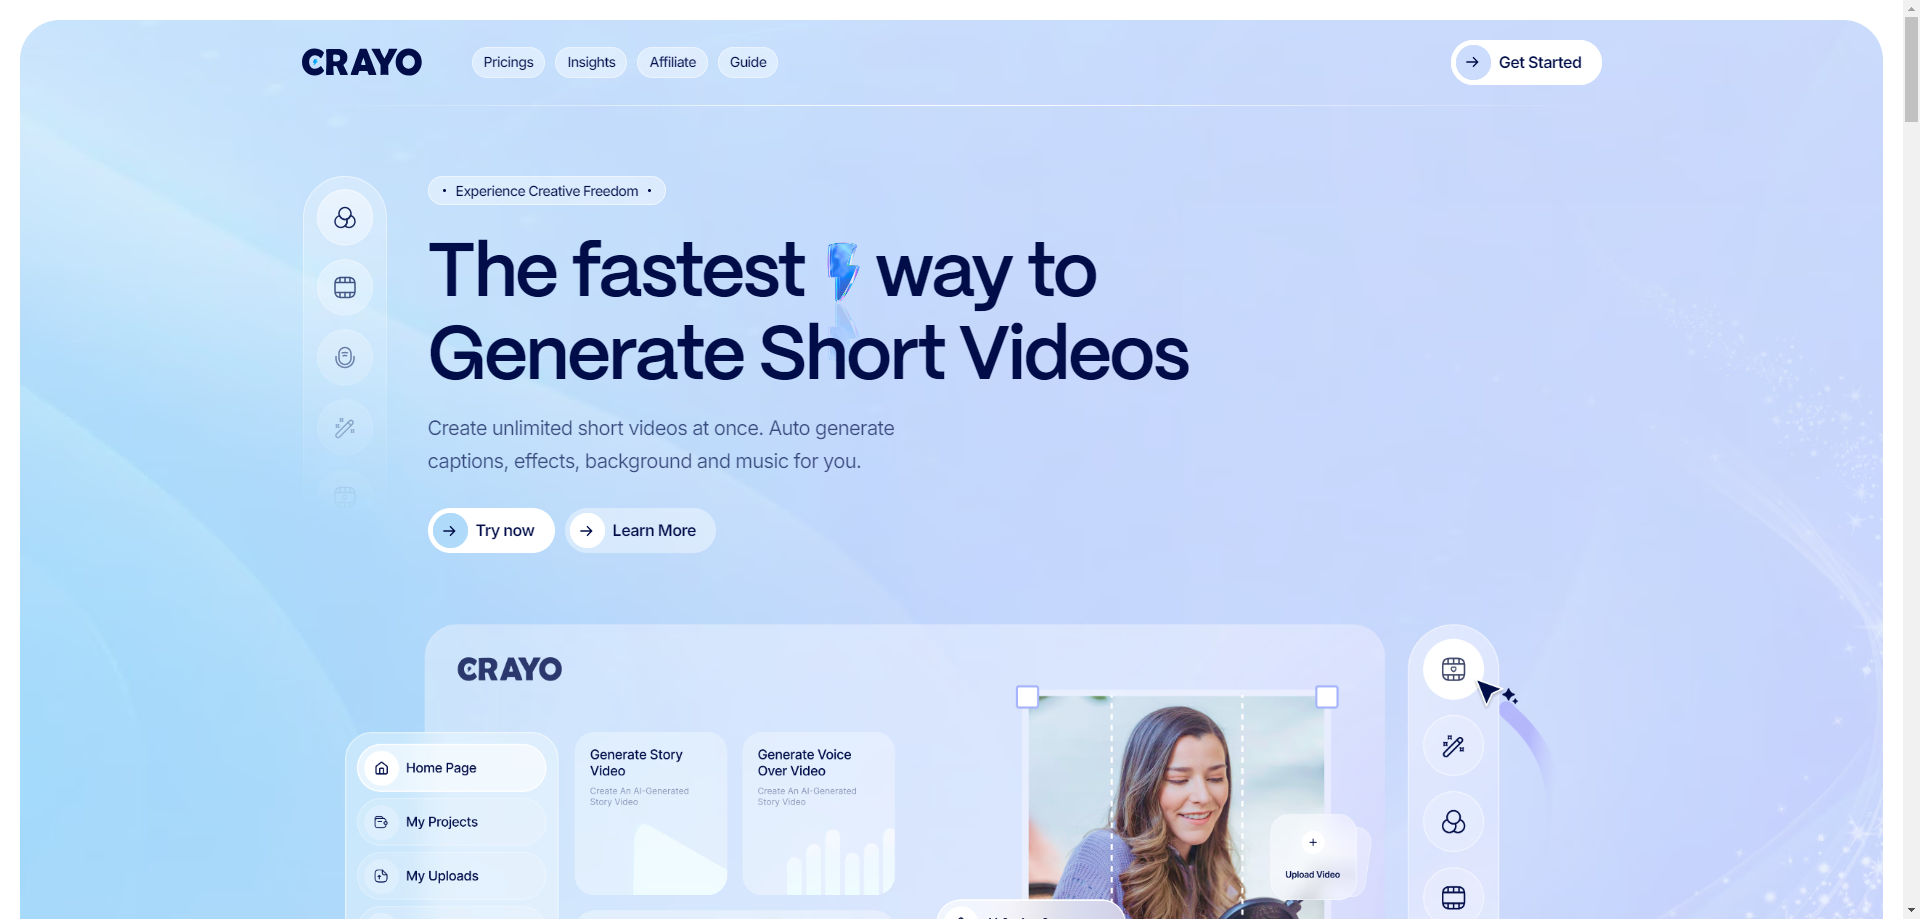 CRAYO
Pricings
Insights
Affiliate
Guide
Get Started
Experience Creative Freedom
The fastest way to
Generate Short Videos
Create unlimited short videos at once. Auto generate
captions, effects, background and music for you.
Try now
Learn More
CRAYO
Home Page
My Projects
My Uploads
Generate Story
Video
Create An AI-Generated
Story Video
Generate Voice
Over Video
Create An AI-Generated
Story Video
Upload Video